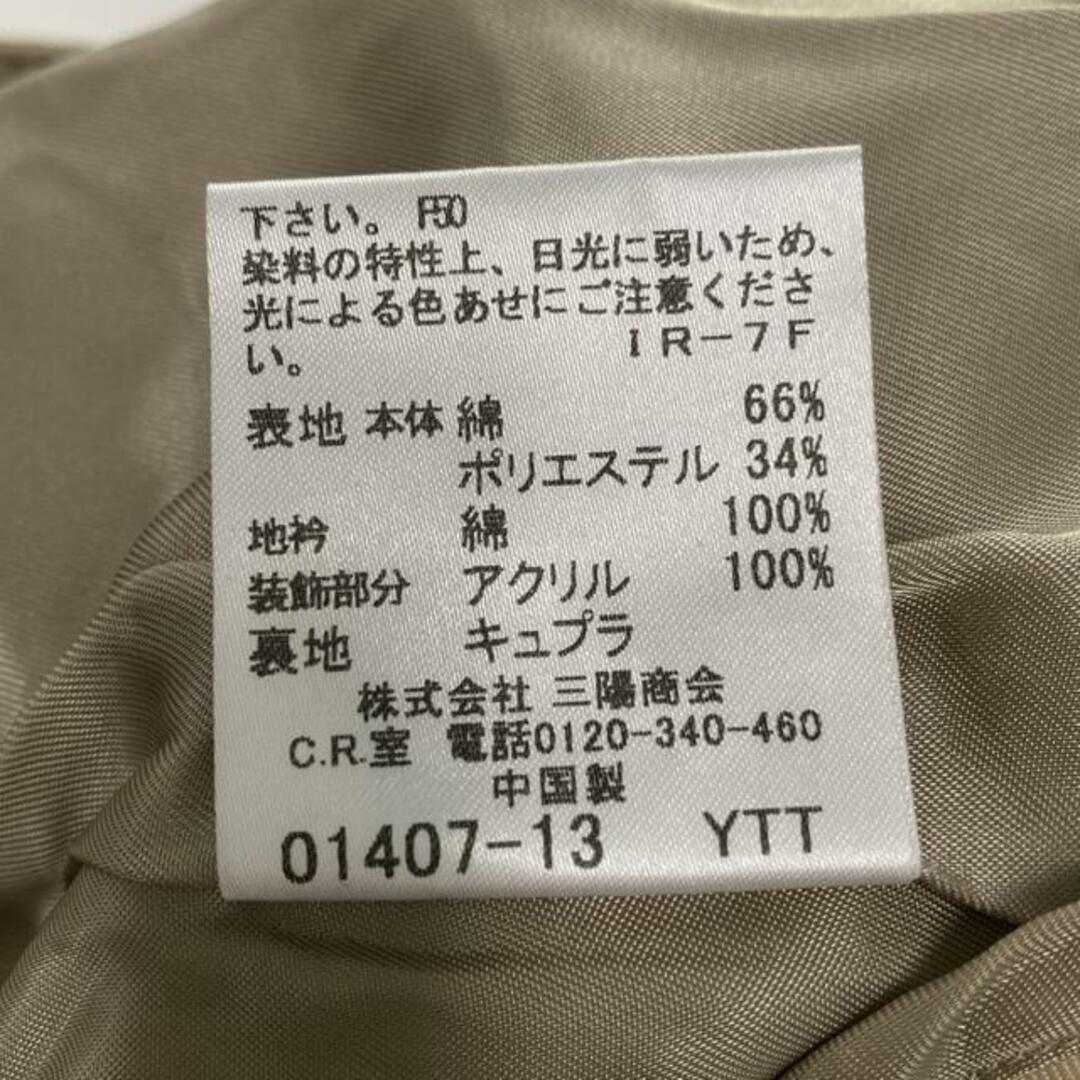 下さい。 F50
染料の特性上、日光に弱いため、
光による色あせにご注意くださ
い。 IR-7F
表地 本体 綿 66%
ポリエステル 34%
地衿 綿 100%
装飾部分 アクリル 100%
裏地 キュプラ
株式会社 三陽商会
C.R.室 電話0120-340-460
中国製
01407-13 YTT